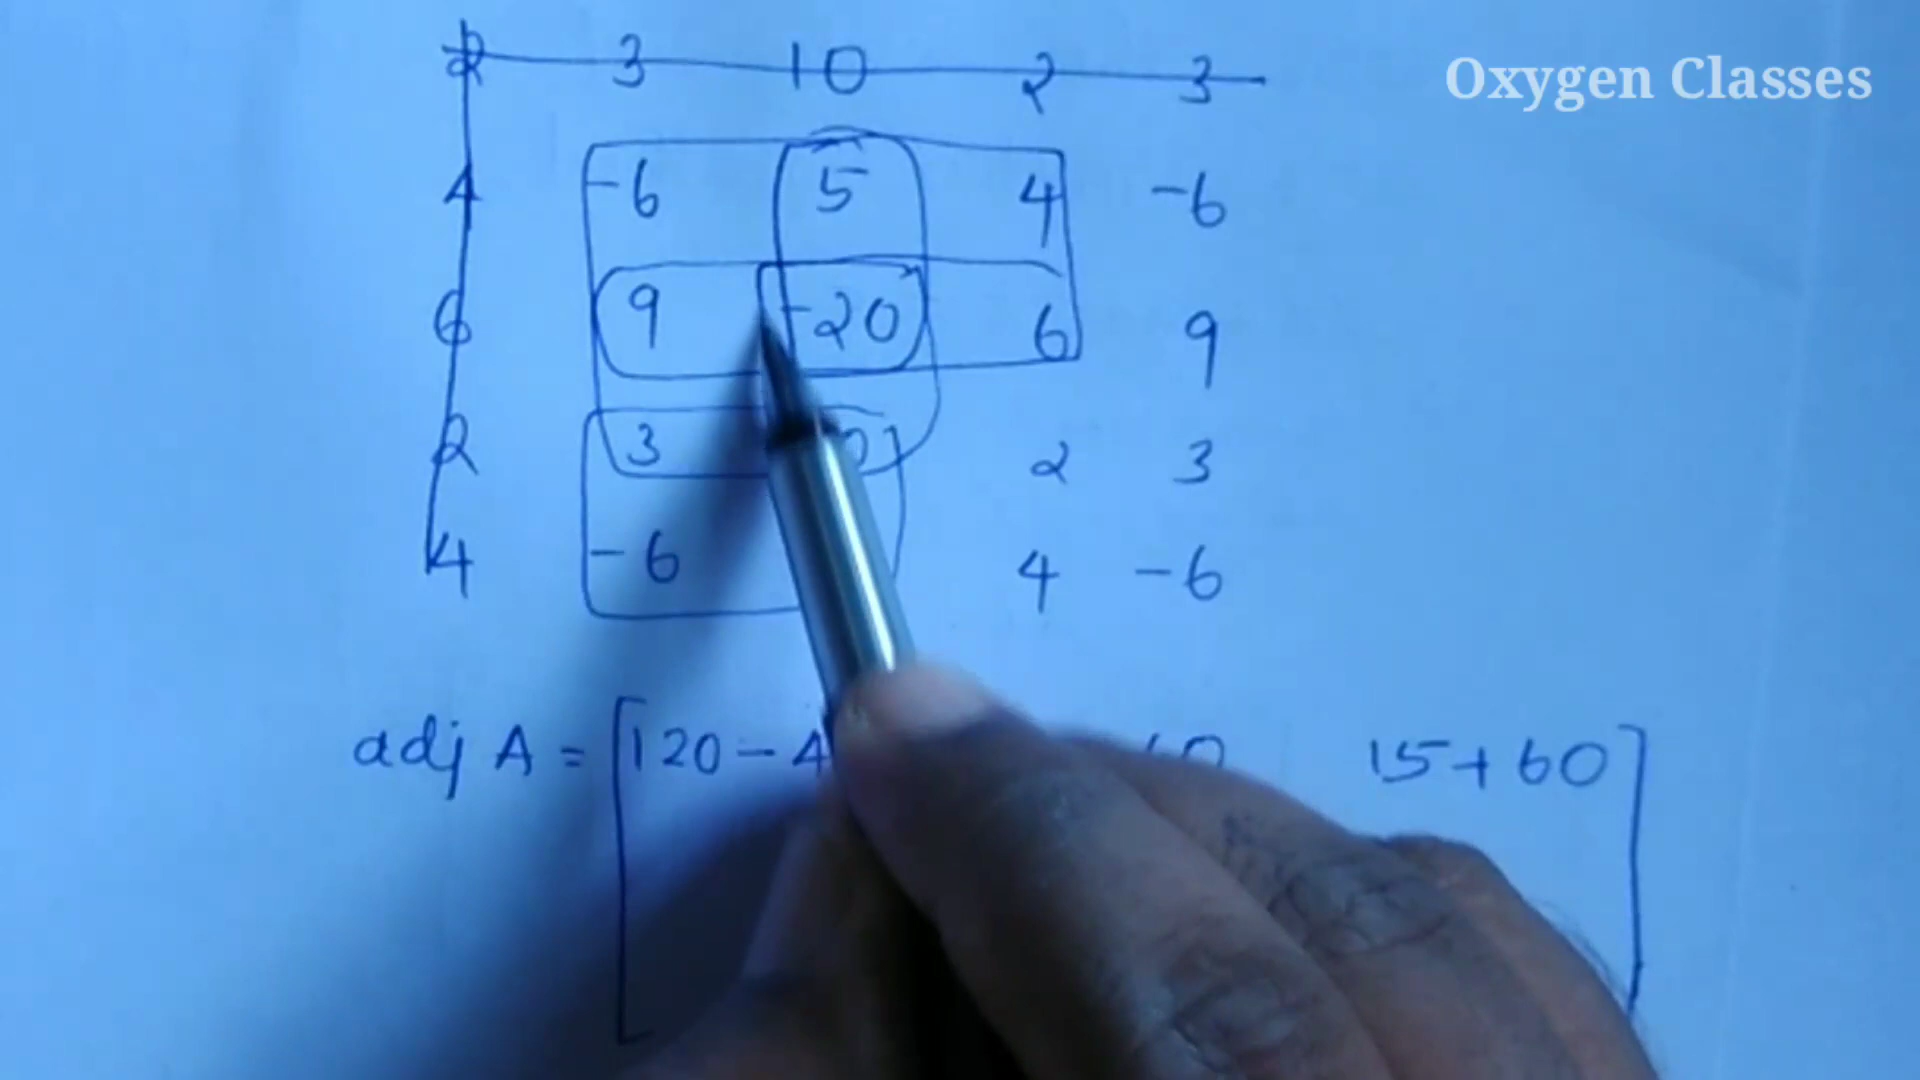 Oxygen Classes
2 3 10 2 3
4 -6 5 4 -6
6 9 -20 6 9
2 3 2 3
4 -6 4 -6
adj A = [120-4 15+60]